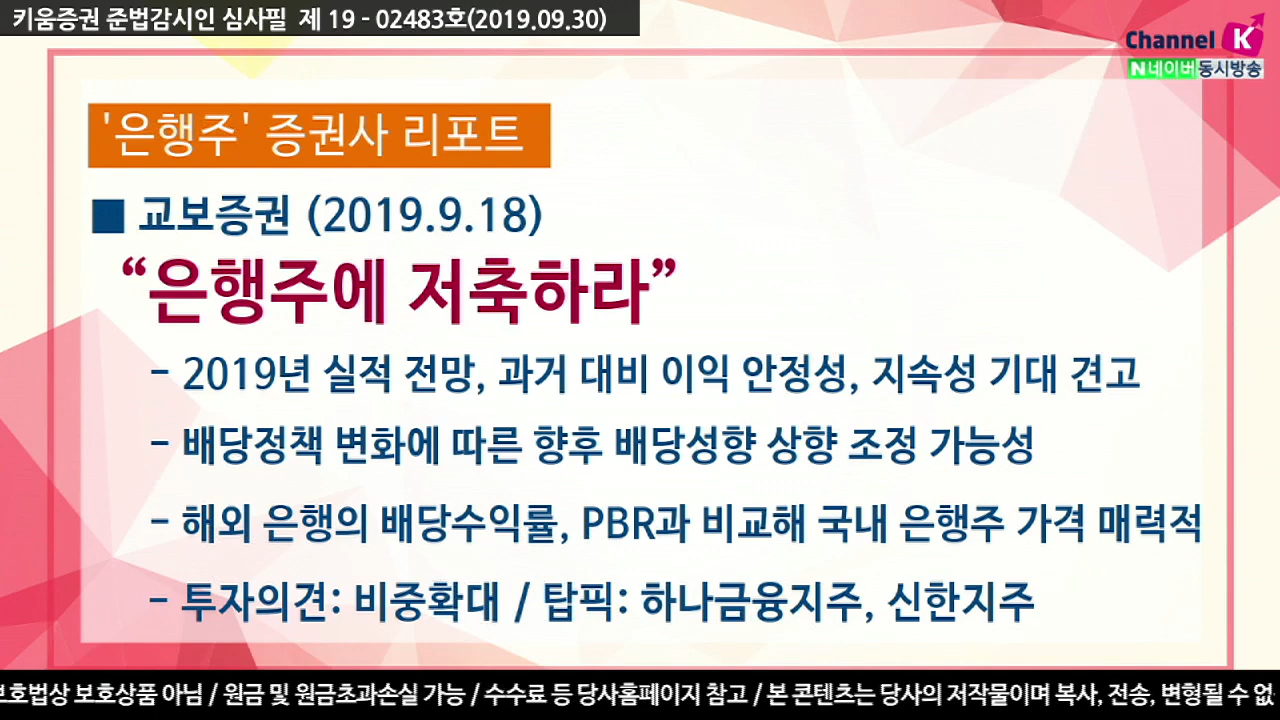 키움증권 준법감시인 심사필 제 19 - 02483호(2019.09.30)
Channel K
N 네이버 동시방송
'은행주' 증권사 리포트
■ 교보증권 (2019.9.18)
“은행주에 저축하라”
- 2019년 실적 전망, 과거 대비 이익 안정성, 지속성 기대 견고
- 배당정책 변화에 따른 향후 배당성향 상향 조정 가능성
- 해외 은행의 배당수익률, PBR과 비교해 국내 은행주 가격 매력적
- 투자의견: 비중확대 / 탑픽: 하나금융지주, 신한지주
보호법상 보호상품 아님 / 원금 및 원금초과손실 가능 / 수수료 등 당사홈페이지 참고 / 본 콘텐츠는 당사의 저작물이며 복사, 전송, 변형될 수 없